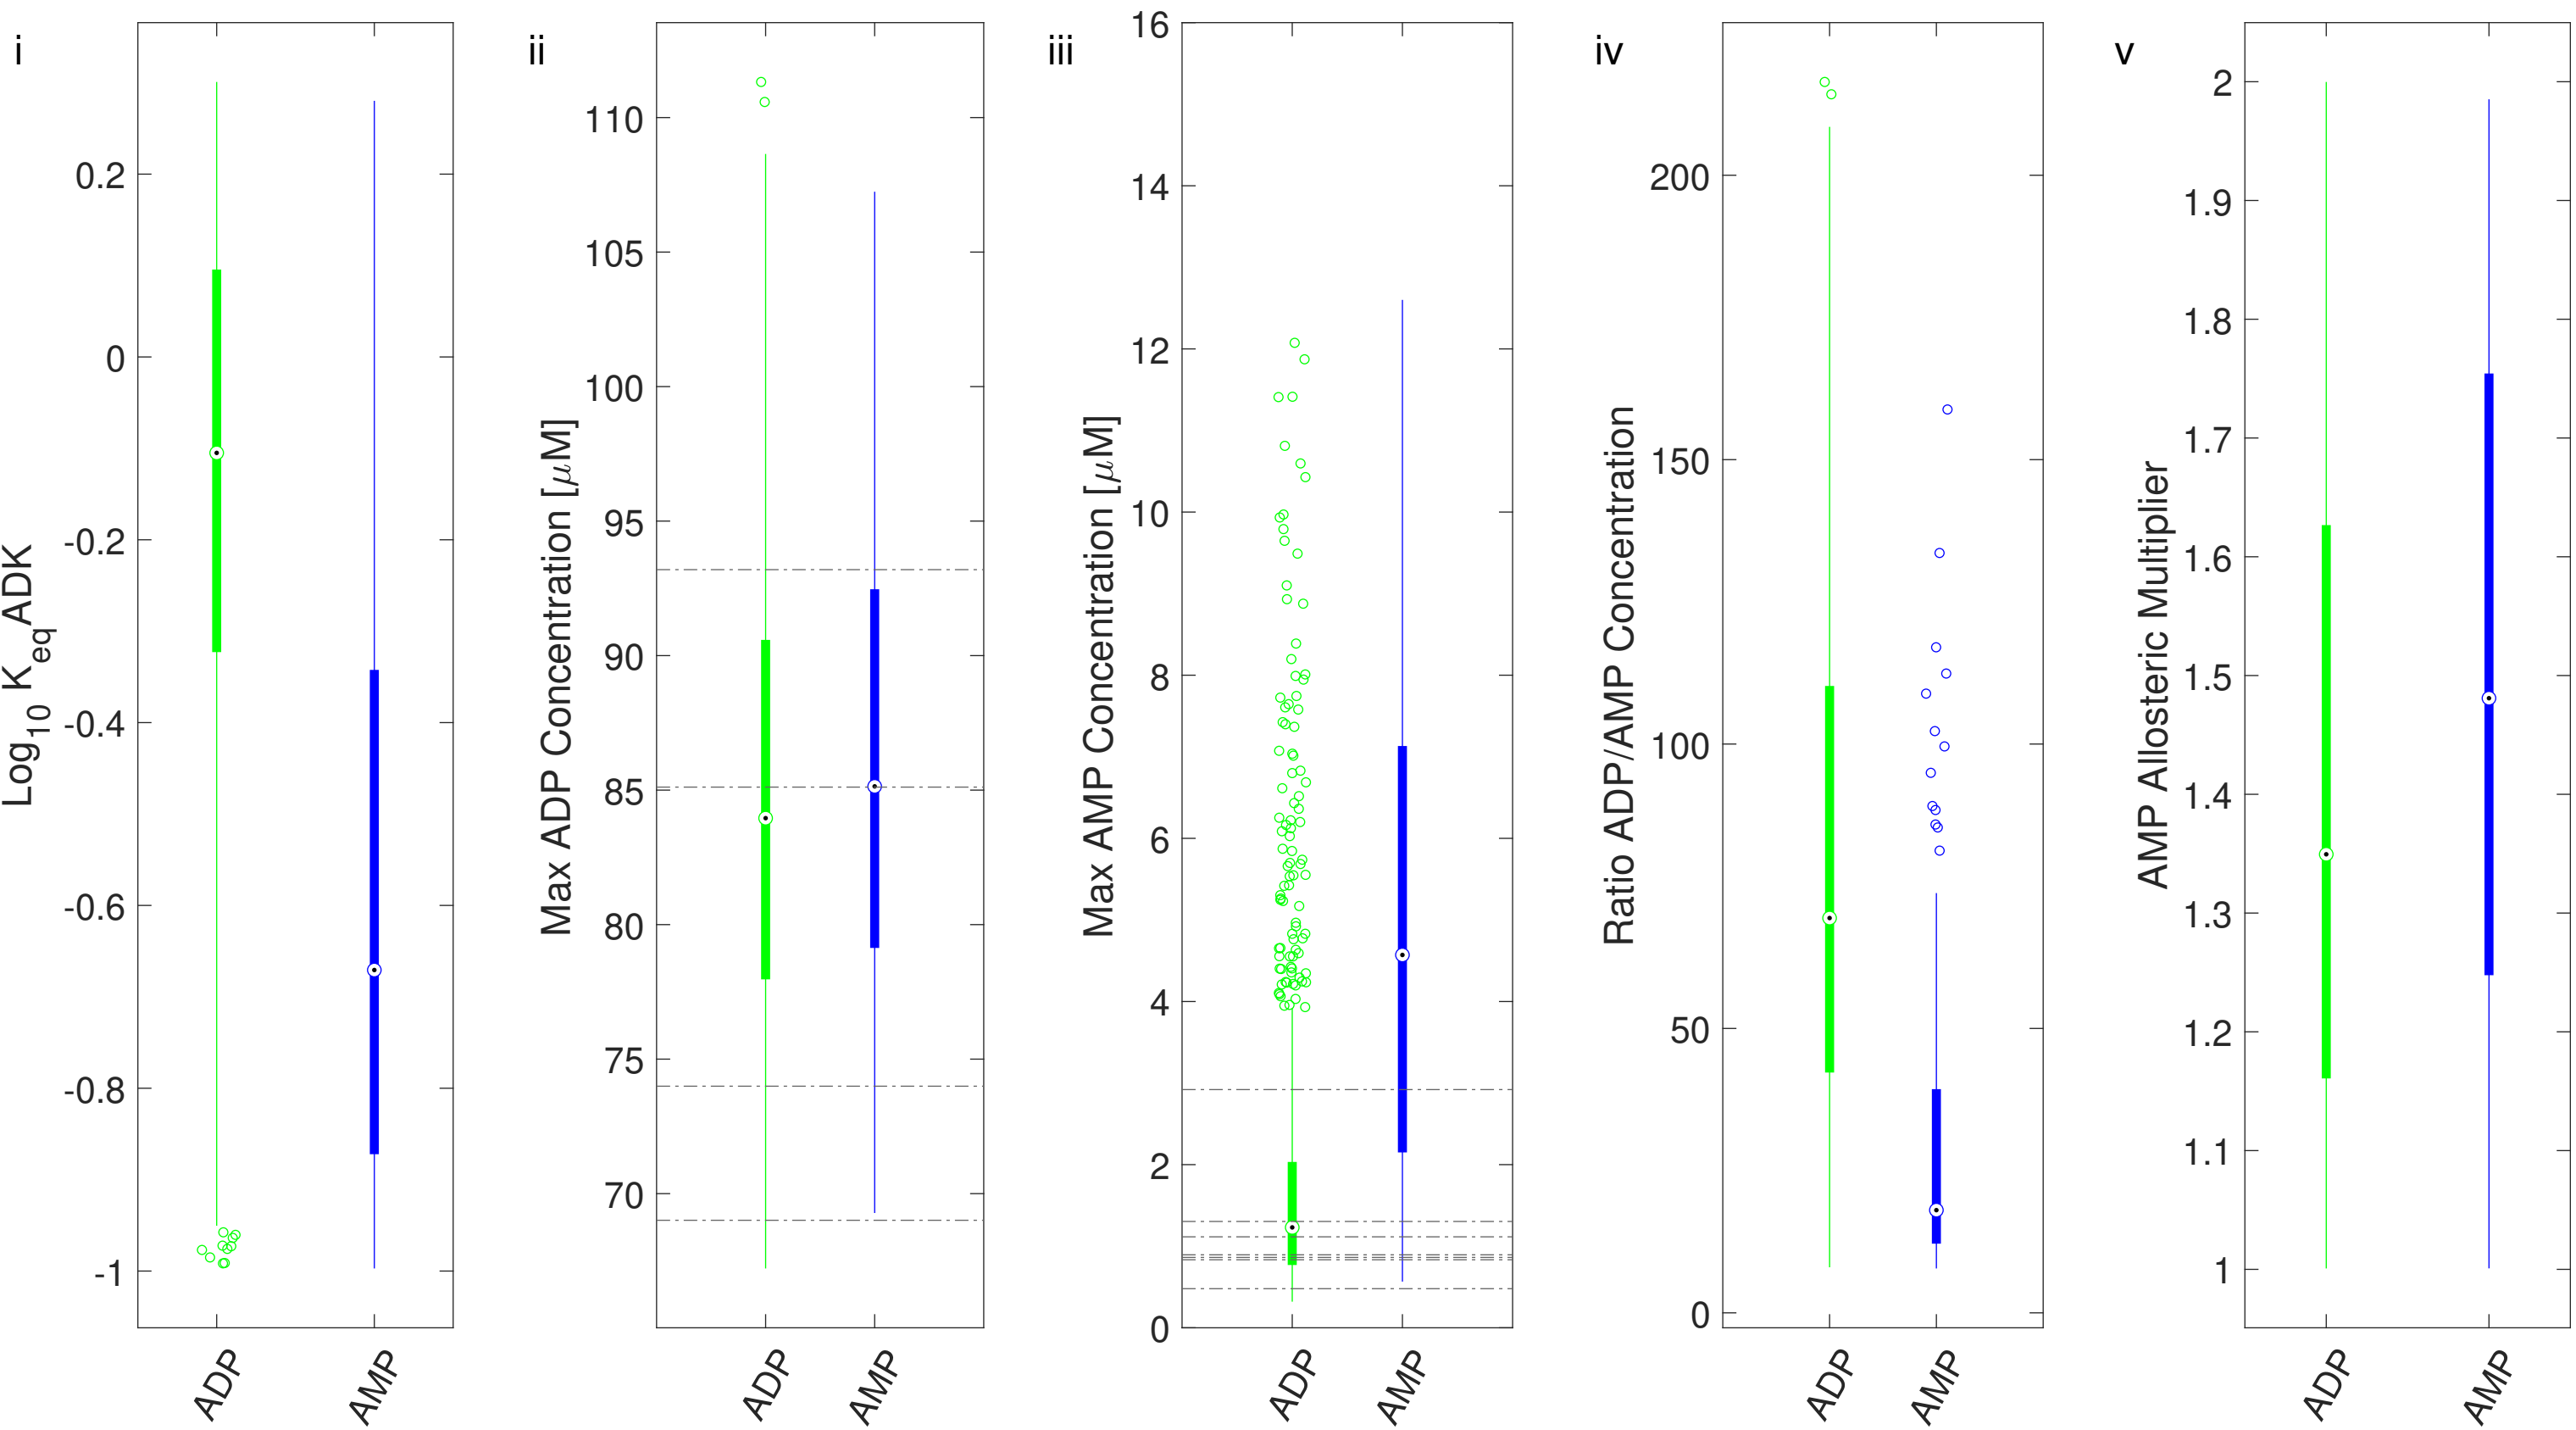 i
Log10 KeqADK
0.2
0
-0.2
-0.4
-0.6
-0.8
-1
ADP
AMP
ii
Max ADP Concentration [μM]
110
105
100
95
90
85
80
75
70
ADP
AMP
iii
Max AMP Concentration [μM]
16
14
12
10
8
6
4
2
0
ADP
AMP
iv
Ratio ADP/AMP Concentration
200
150
100
50
0
ADP
AMP
v
AMP Allosteric Multiplier
2
1.9
1.8
1.7
1.6
1.5
1.4
1.3
1.2
1.1
1
ADP
AMP